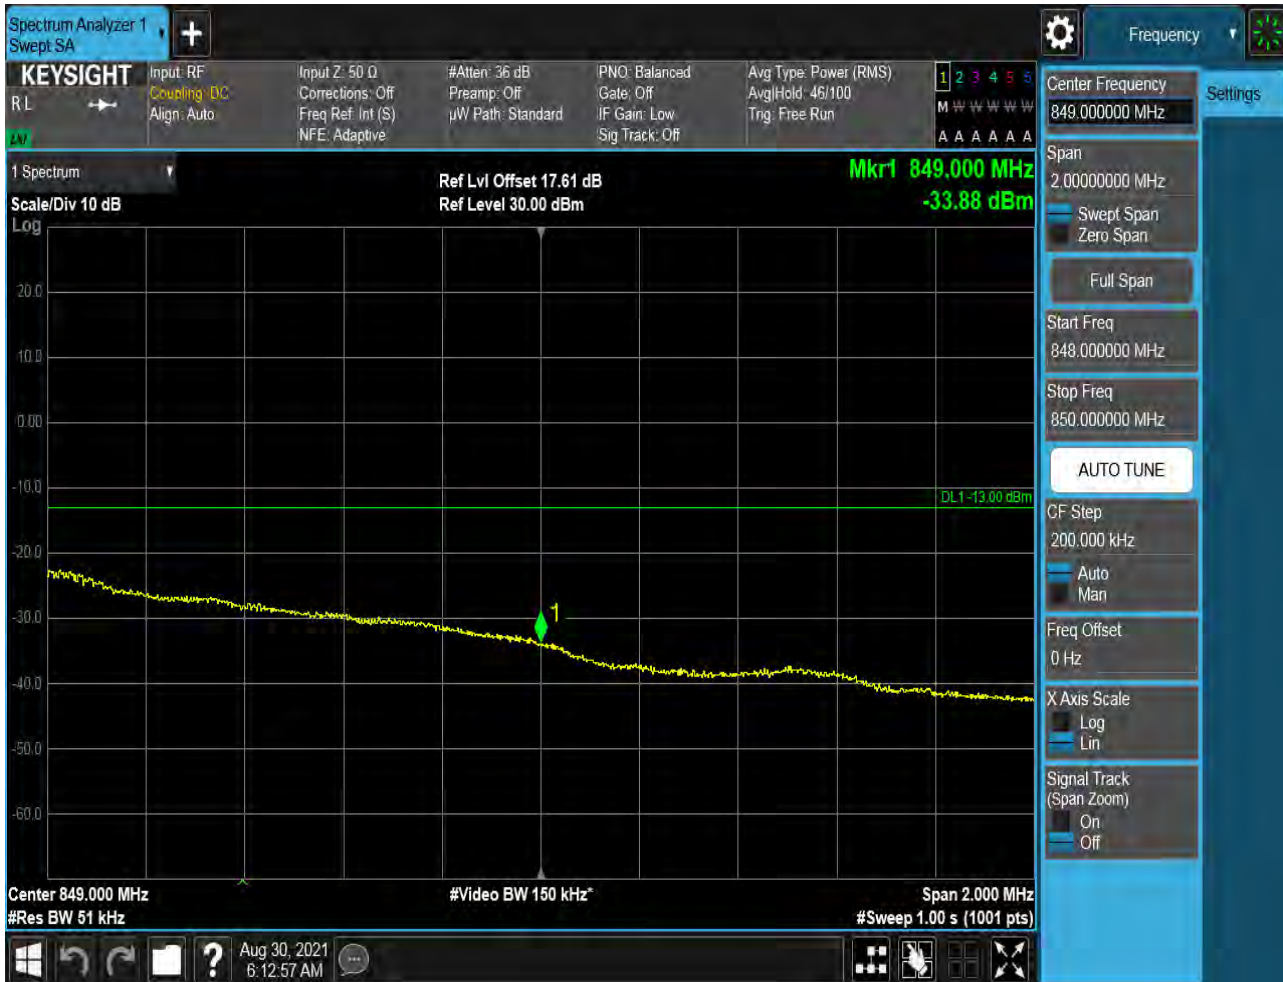 Spectrum Analyzer 1
Swept SA
Frequency
KEYSIGHT
R L
Input: RF
Coupling: DC
Align: Auto
Input Z: 50 Ω
Corrections: Off
Freq Ref: Int (S)
NFE: Adaptive
#Atten: 36 dB
Preamp: Off
µW Path: Standard
PNO: Balanced
Gate: Off
IF Gain: Low
Sig Track: Off
Avg Type: Power (RMS)
Avg|Hold: 46/100
Trig: Free Run
1 2 3 4 5 6
M W W W W W
A A A A A A
1 Spectrum
Scale/Div 10 dB
Log
Ref Lvl Offset 17.61 dB
Ref Level 30.00 dBm
Mkr1 849.000 MHz
-33.88 dBm
20.0
10.0
0.00
-10.0
-20.0
-30.0
-40.0
-50.0
-60.0
DL1 -13.00 dBm
1
Center 849.000 MHz
#Res BW 51 kHz
#Video BW 150 kHz*
Span 2.000 MHz
#Sweep 1.00 s (1001 pts)
Aug 30, 2021
6:12:57 AM
Center Frequency
849.000000 MHz
Settings
Span
2.00000000 MHz
Swept Span
Zero Span
Full Span
Start Freq
848.000000 MHz
Stop Freq
850.000000 MHz
AUTO TUNE
CF Step
200.000 kHz
Auto
Man
Freq Offset
0 Hz
X Axis Scale
Log
Lin
Signal Track
(Span Zoom)
On
Off